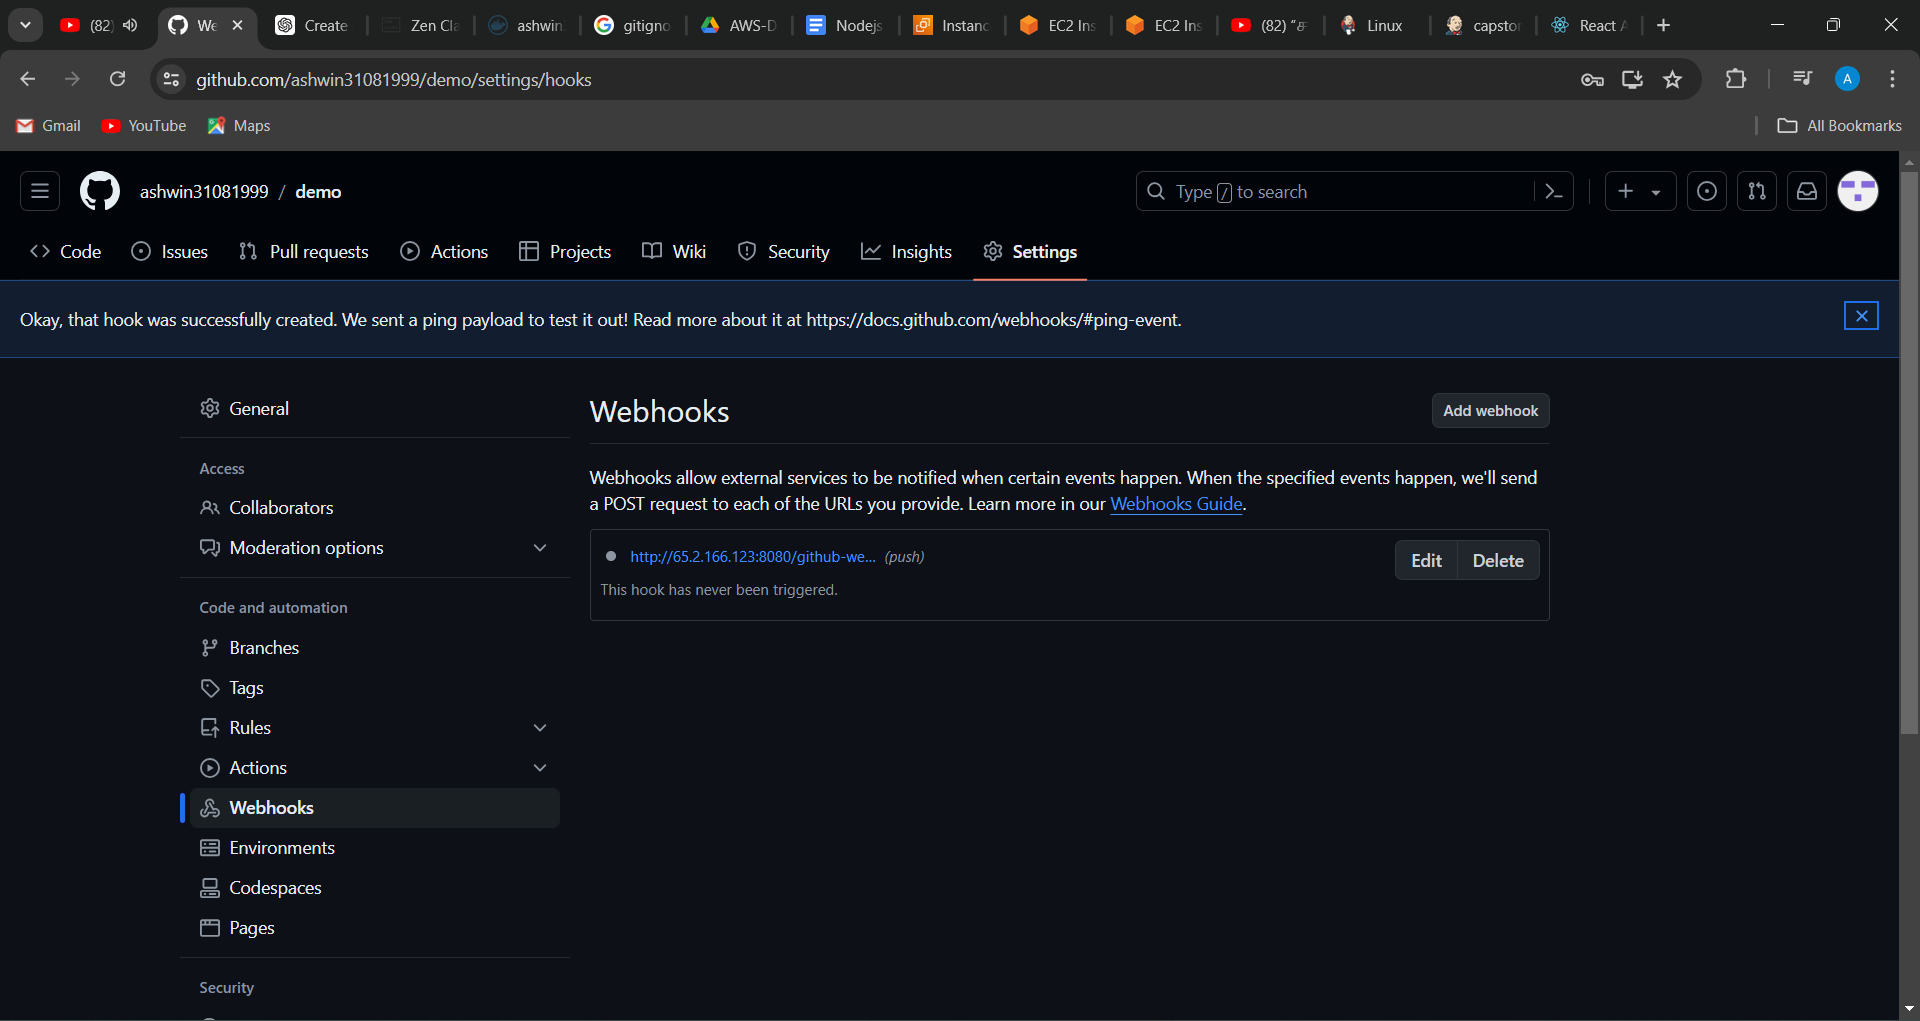 (82)
We
Create
Zen Cla
ashwin
gitigno
AWS-D
Nodejs
Instanc
EC2 Ins
EC2 Ins
(82) “
Linux
capstor
React A
github.com/ashwin31081999/demo/settings/hooks
A
Gmail
YouTube
Maps
All Bookmarks
ashwin31081999 / demo
Type / to search
Code
Issues
Pull requests
Actions
Projects
Wiki
Security
Insights
Settings
Okay, that hook was successfully created. We sent a ping payload to test it out! Read more about it at https://docs.github.com/webhooks/#ping-event.
General
Access
Collaborators
Moderation options
Code and automation
Branches
Tags
Rules
Actions
Webhooks
Environments
Codespaces
Pages
Security
Webhooks
Add webhook
Webhooks allow external services to be notified when certain events happen. When the specified events happen, we'll send
a POST request to each of the URLs you provide. Learn more in our Webhooks Guide.
http://65.2.166.123:8080/github-we... (push)
Edit
Delete
This hook has never been triggered.